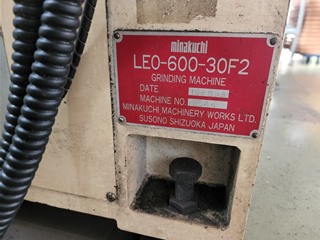 minakuchi
LEO-600-30F2
GRINDING MACHINE
DATE
MACHINE NO.
MINAKUCHI MACHINERY WORKS LTD.
SUSONO SHIZUOKA JAPAN